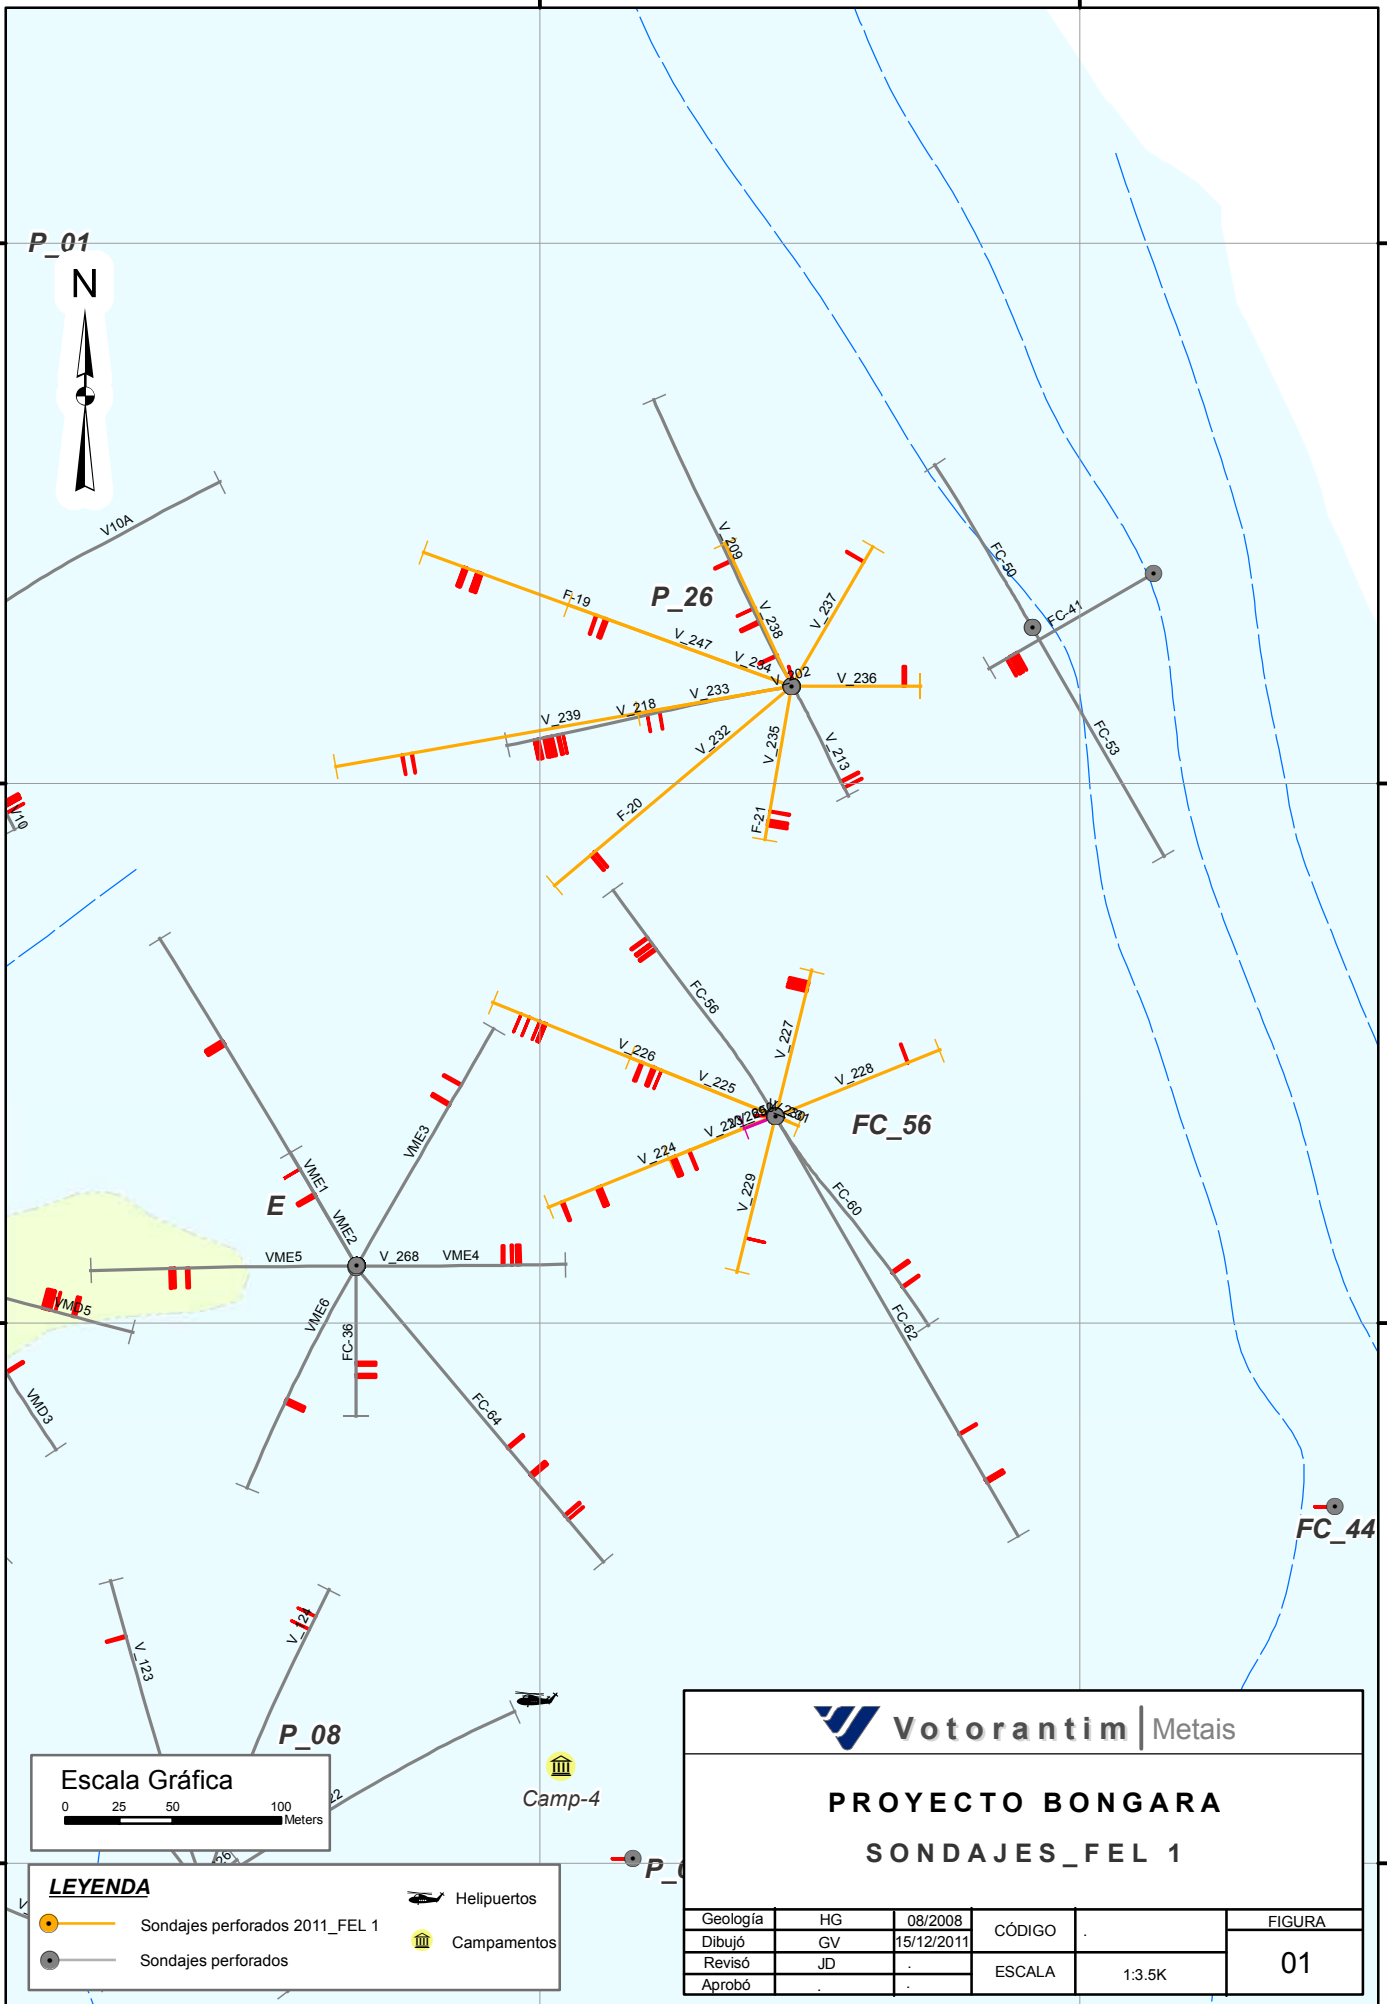 P_01
N
V10A
V_209
FC-50
P_26
F-19
V_237
FC-41
V_238
V_247
V_234
V_202
V_236
V_233
V_218
V_239
V_232
V_235
V_213
FC-53
F-20
F-21
V10
FC-56
V_227
V_226
V_225
V_228
FC_56
V_224
VME3
VME1
E
VME2
V_229
FC-60
VME5
V_268
VME4
VMD5
VME6
FC-36
FC-62
VMD3
FC-64
FC_44
V_123
V_124
P_08
Escala Gráfica
0 25 50 100
Meters
22
26
Camp-4
LEYENDA
Sondajes perforados 2011_FEL 1
Sondajes perforados
Helipuertos
Campamentos
Votorantim | Metais
PROYECTO BONGARA
SONDAJES_FEL 1
Geología HG 08/2008
Dibujó GV 15/12/2011
Revisó JD .
Aprobó . .
CÓDIGO .
ESCALA 1:3.5K
FIGURA
01